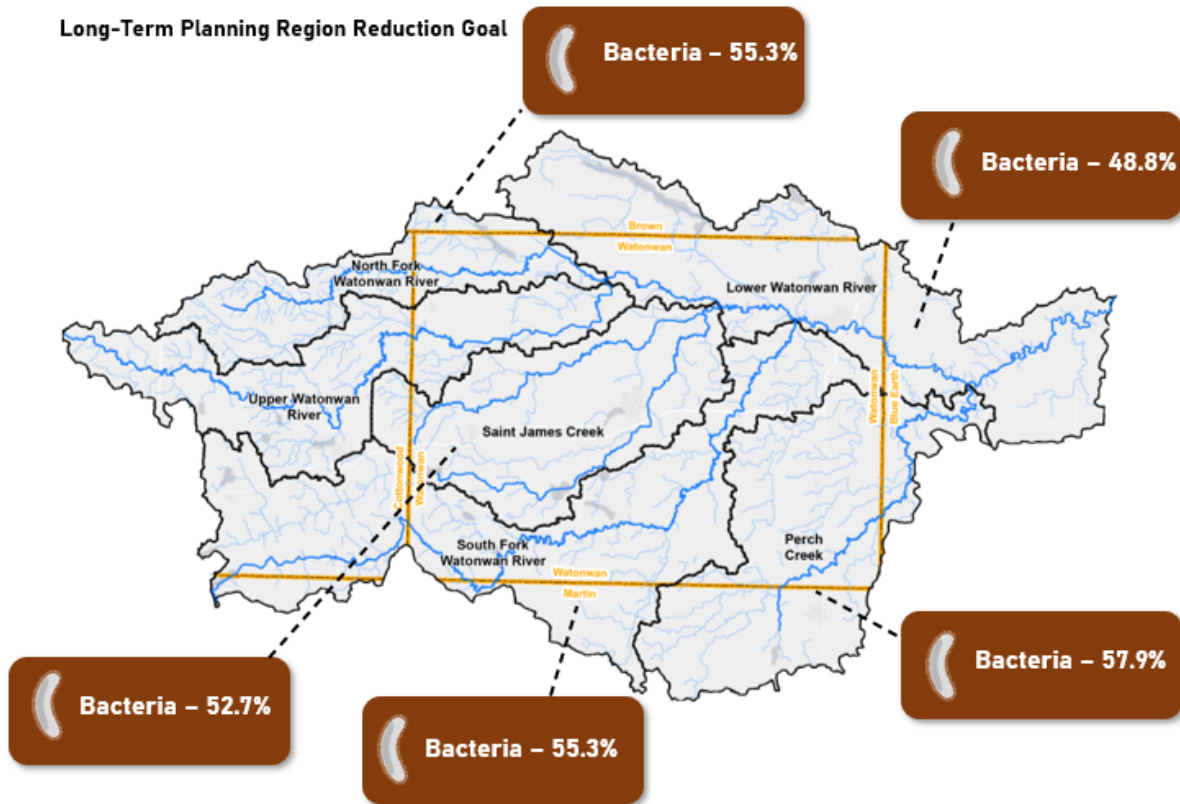 Long-Term Planning Region Reduction Goal
Bacteria – 55.3%
Bacteria – 48.8%
Brown
Watonwan
North Fork
Watonwan River
Lower Watonwan River
Watonwan
Blue Earth
Upper Watonwan
River
Saint James Creek
Cottonwood
Watonwan
South Fork
Watonwan River
Perch
Creek
Watonwan
Martin
Bacteria – 57.9%
Bacteria – 52.7%
Bacteria – 55.3%